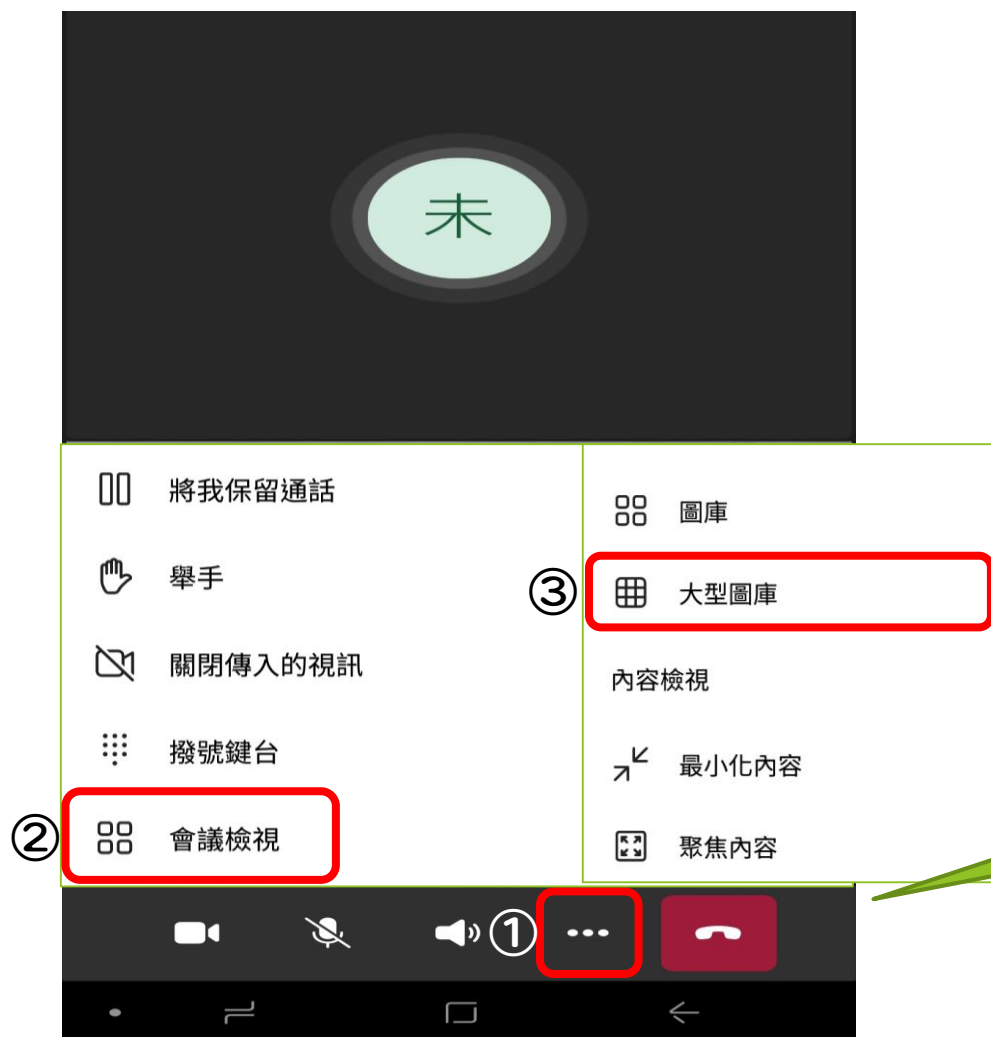 未
將我保留通話
舉手
關閉傳入的視訊
撥號鍵台
② 會議檢視
圖庫
③ 大型圖庫
內容檢視
最小化內容
聚焦內容
①